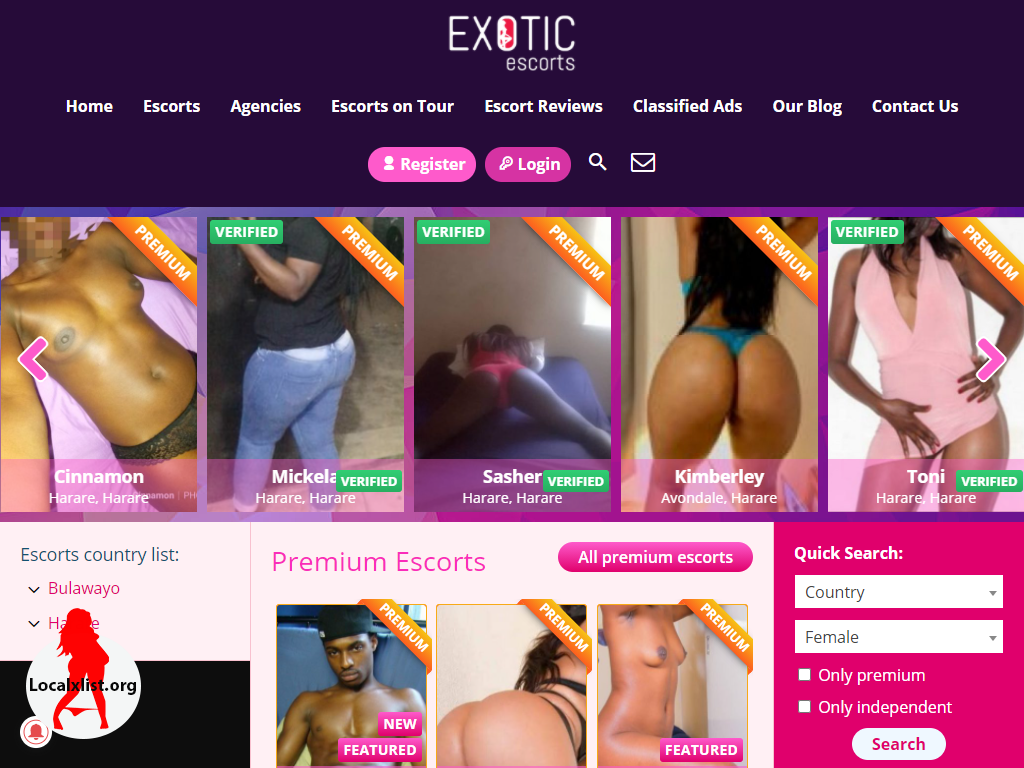 EXOTIC
escorts
Home Escorts Agencies Escorts on Tour Escort Reviews Classified Ads Our Blog Contact Us
Register Login
PREMIUM VERIFIED PREMIUM VERIFIED PREMIUM PREMIUM VERIFIED PREMIUM
Cinnamon Mickela VERIFIED Sasher VERIFIED Kimberley Toni VERIFIED
Harare, Harare Harare, Harare Harare, Harare Avondale, Harare Harare, Harare
Escorts country list:
Bulawayo
Localxlist.org
Premium Escorts All premium escorts
PREMIUM PREMIUM PREMIUM
NEW
FEATURED FEATURED
Quick Search:
Country
Female
Only premium
Only independent
Search